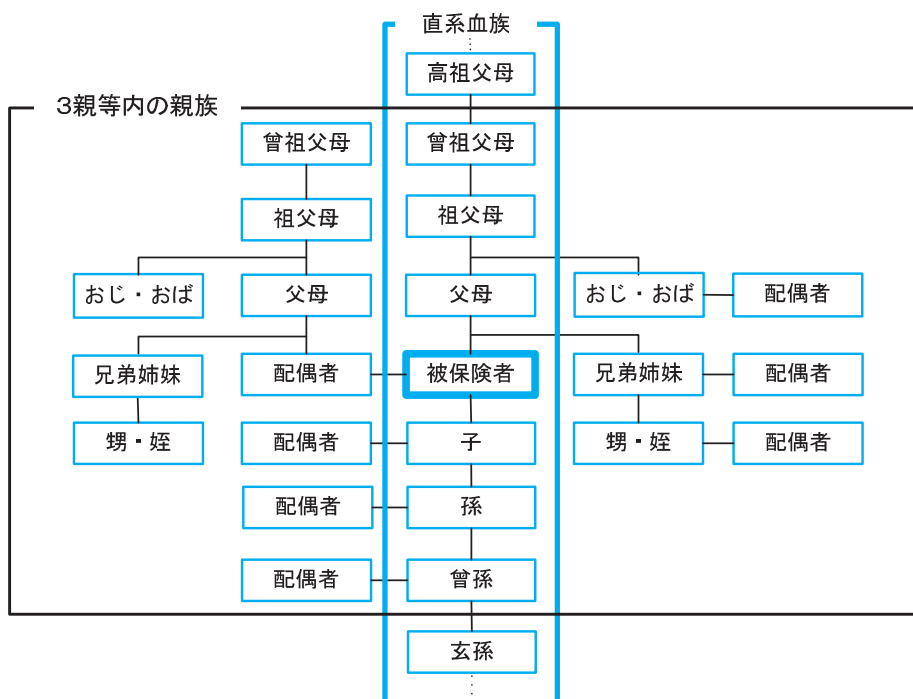 直系血族
高祖父母
3親等内の親族
曾祖父母
曾祖父母
祖父母
祖父母
おじ・おば
父母
父母
おじ・おば
配偶者
兄弟姉妹
配偶者
被保険者
兄弟姉妹
配偶者
甥・姪
配偶者
子
甥・姪
配偶者
配偶者
孫
配偶者
曾孫
玄孫